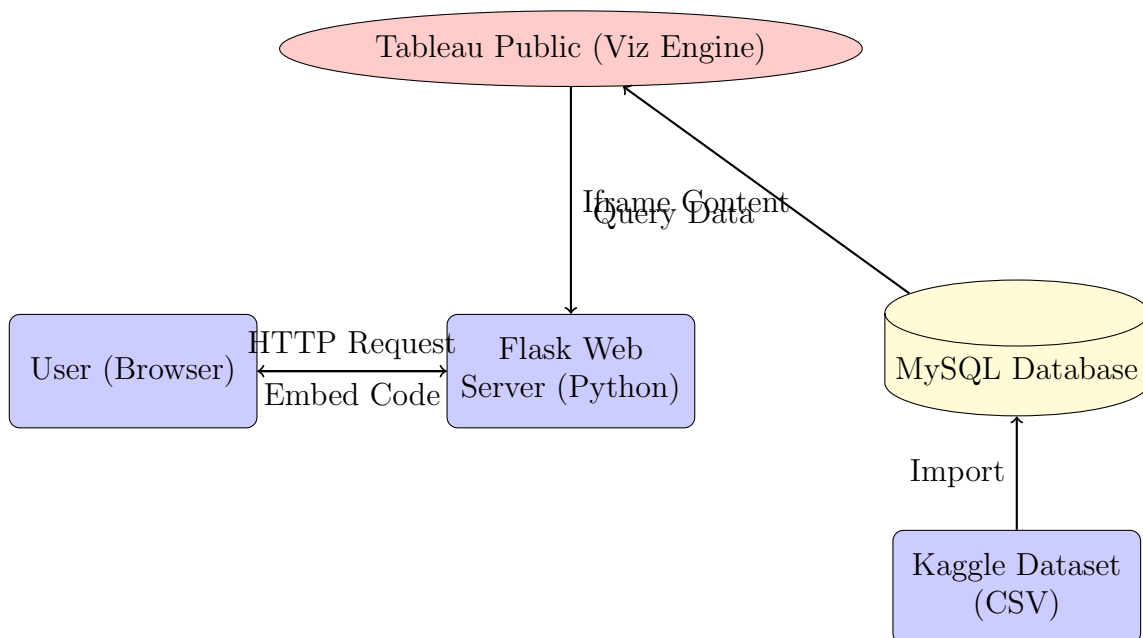 Tableau Public (Viz Engine)
Iframe Content
Query Data
HTTP Request
User (Browser)
Embed Code
Flask Web
Server (Python)
MySQL Database
Import
Kaggle Dataset
(CSV)